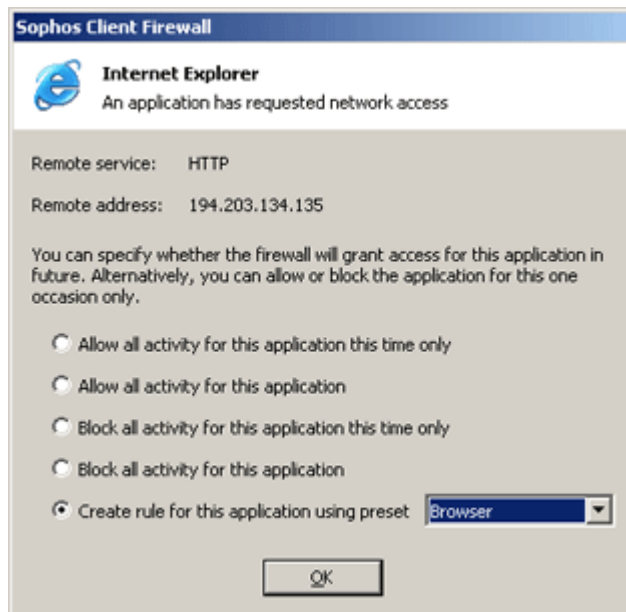 Sophos Client Firewall
Internet Explorer
An application has requested network access
Remote service: HTTP
Remote address: 194.203.134.135
You can specify whether the firewall will grant access for this application in
future. Alternatively, you can allow or block the application for this one
occasion only.
Allow all activity for this application this time only
Allow all activity for this application
Block all activity for this application this time only
Block all activity for this application
Create rule for this application using preset Browser
OK